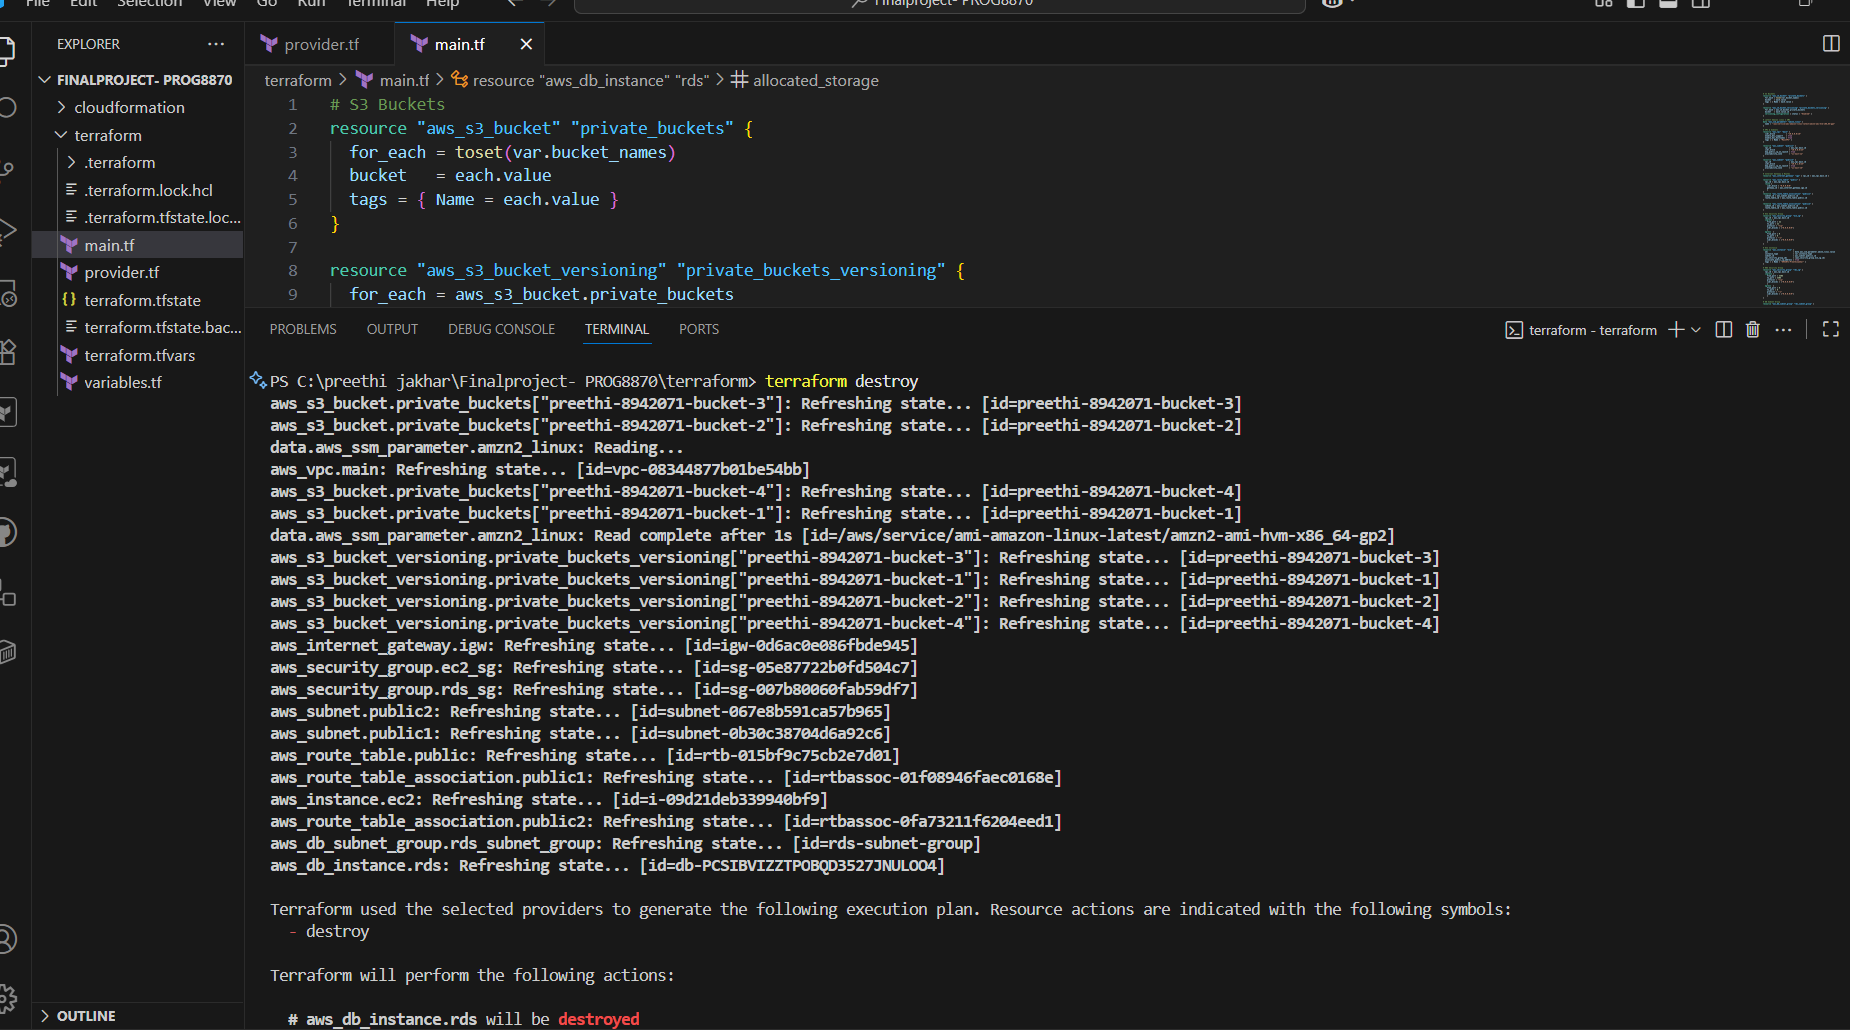 File Edit Selection View Go Run Terminal Help
Finalproject- PROG8870
EXPLORER
FINALPROJECT- PROG8870
cloudformation
terraform
.terraform
.terraform.lock.hcl
.terraform.tfstate.loc...
main.tf
provider.tf
terraform.tfstate
terraform.tfstate.bac...
terraform.tfvars
variables.tf
OUTLINE
provider.tf
main.tf
terraform > main.tf > resource "aws_db_instance" "rds" > allocated_storage
1 # S3 Buckets
2 resource "aws_s3_bucket" "private_buckets" {
3 for_each = toset(var.bucket_names)
4 bucket   = each.value
5 tags = { Name = each.value }
6 }
7
8 resource "aws_s3_bucket_versioning" "private_buckets_versioning" {
9 for_each = aws_s3_bucket.private_buckets
PROBLEMS OUTPUT DEBUG CONSOLE TERMINAL PORTS
terraform - terraform
PS C:\preethi jakhar\Finalproject- PROG8870\terraform> terraform destroy
aws_s3_bucket.private_buckets["preethi-8942071-bucket-3"]: Refreshing state... [id=preethi-8942071-bucket-3]
aws_s3_bucket.private_buckets["preethi-8942071-bucket-2"]: Refreshing state... [id=preethi-8942071-bucket-2]
data.aws_ssm_parameter.amzn2_linux: Reading...
aws_vpc.main: Refreshing state... [id=vpc-08344877b01be54bb]
aws_s3_bucket.private_buckets["preethi-8942071-bucket-4"]: Refreshing state... [id=preethi-8942071-bucket-4]
aws_s3_bucket.private_buckets["preethi-8942071-bucket-1"]: Refreshing state... [id=preethi-8942071-bucket-1]
data.aws_ssm_parameter.amzn2_linux: Read complete after 1s [id=/aws/service/ami-amazon-linux-latest/amzn2-ami-hvm-x86_64-gp2]
aws_s3_bucket_versioning.private_buckets_versioning["preethi-8942071-bucket-3"]: Refreshing state... [id=preethi-8942071-bucket-3]
aws_s3_bucket_versioning.private_buckets_versioning["preethi-8942071-bucket-1"]: Refreshing state... [id=preethi-8942071-bucket-1]
aws_s3_bucket_versioning.private_buckets_versioning["preethi-8942071-bucket-2"]: Refreshing state... [id=preethi-8942071-bucket-2]
aws_s3_bucket_versioning.private_buckets_versioning["preethi-8942071-bucket-4"]: Refreshing state... [id=preethi-8942071-bucket-4]
aws_internet_gateway.igw: Refreshing state... [id=igw-0d6ac0e086fbde945]
aws_security_group.ec2_sg: Refreshing state... [id=sg-05e87722b0fd504c7]
aws_security_group.rds_sg: Refreshing state... [id=sg-007b80060fab59df7]
aws_subnet.public2: Refreshing state... [id=subnet-067e8b591ca57b965]
aws_subnet.public1: Refreshing state... [id=subnet-0b30c38704d6a92c6]
aws_route_table.public: Refreshing state... [id=rtb-015bf9c75cb2e7d01]
aws_route_table_association.public1: Refreshing state... [id=rtbassoc-01f08946faec0168e]
aws_instance.ec2: Refreshing state... [id=i-09d21deb339940bf9]
aws_route_table_association.public2: Refreshing state... [id=rtbassoc-0fa73211f6204eed1]
aws_db_subnet_group.rds_subnet_group: Refreshing state... [id=rds-subnet-group]
aws_db_instance.rds: Refreshing state... [id=db-PCSIBVIZZTPOBQD3527JNULOO4]
Terraform used the selected providers to generate the following execution plan. Resource actions are indicated with the following symbols:
- destroy
Terraform will perform the following actions:
# aws_db_instance.rds will be destroyed